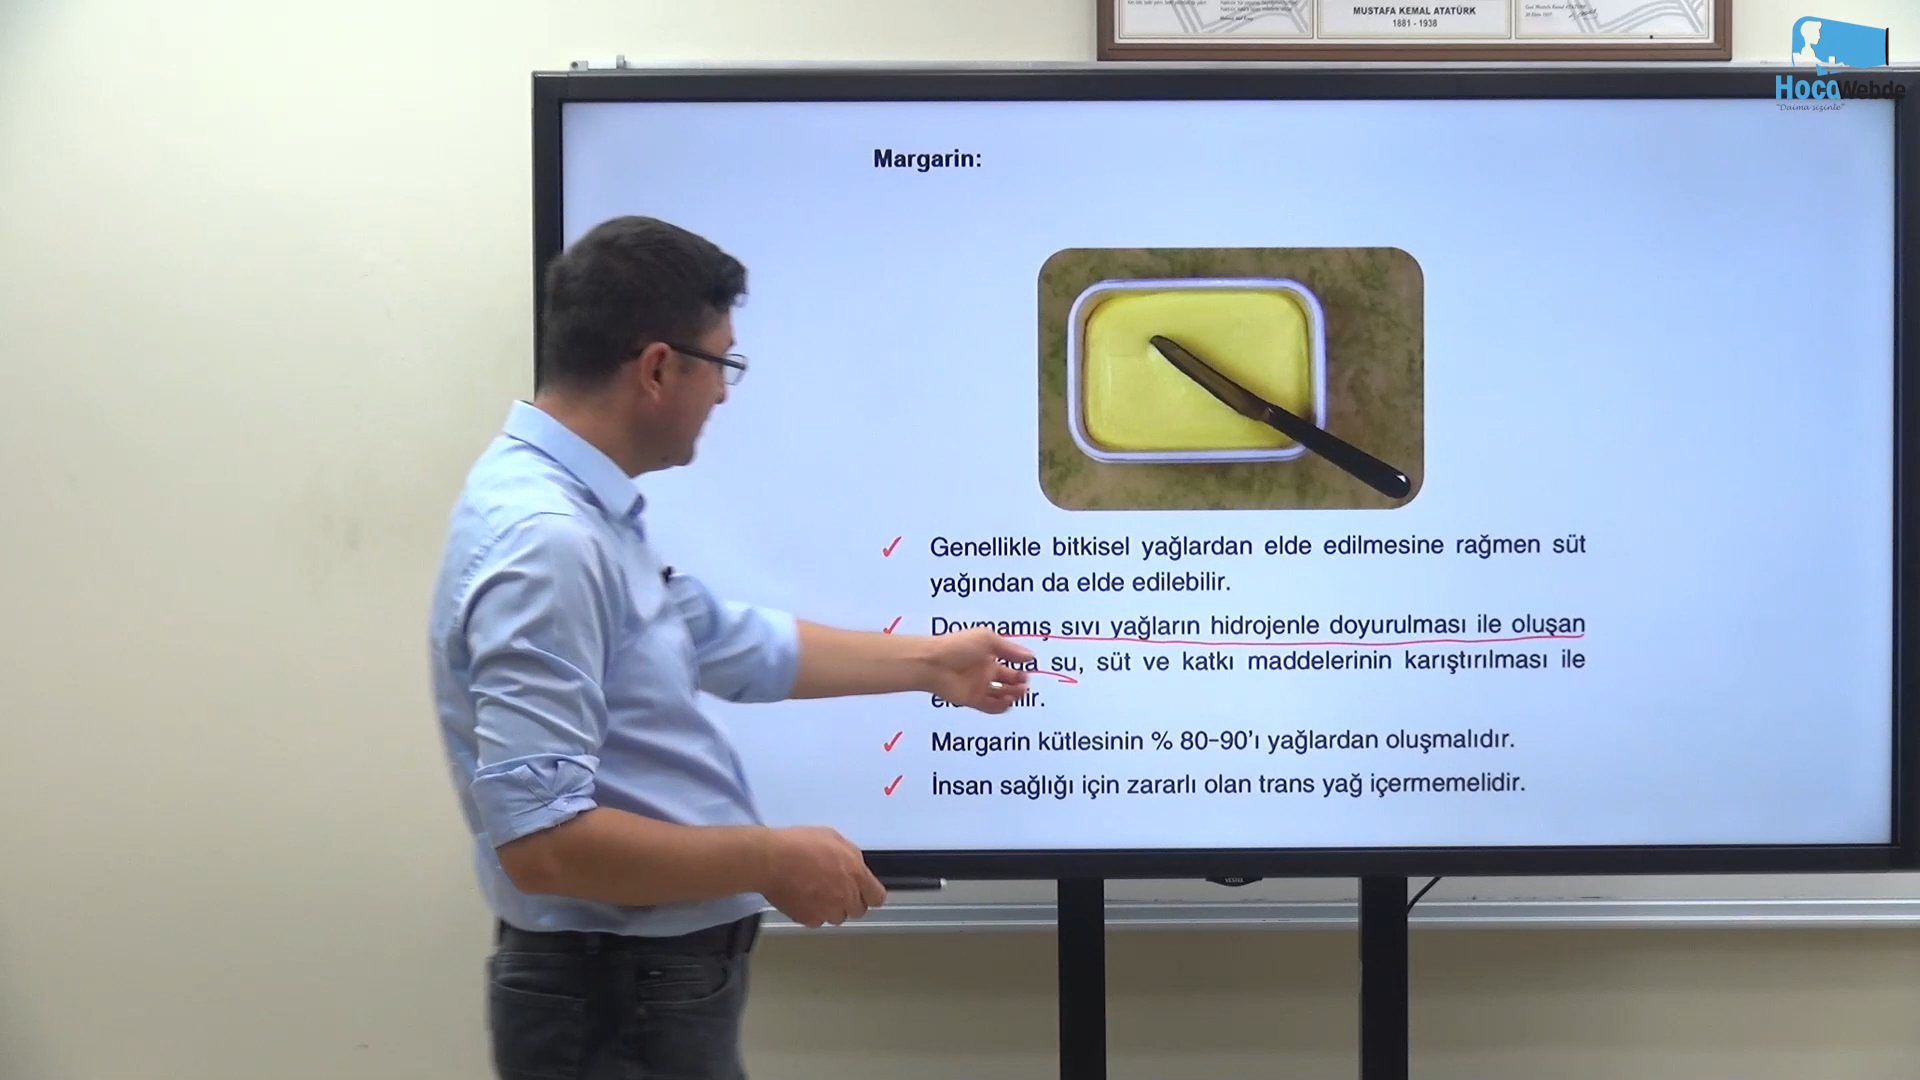 MUSTAFA KEMAL ATATÜRK
1881 - 1938
HocaWebde
"Daima sizinle"
Margarin:
Genellikle bitkisel yağlardan elde edilmesine rağmen süt
yağından da elde edilebilir.
Doymamış sıvı yağların hidrojenle doyurulması ile oluşan
su, süt ve katkı maddelerinin karıştırılması ile
Margarin kütlesinin % 80-90'ı yağlardan oluşmalıdır.
İnsan sağlığı için zararlı olan trans yağ içermemelidir.